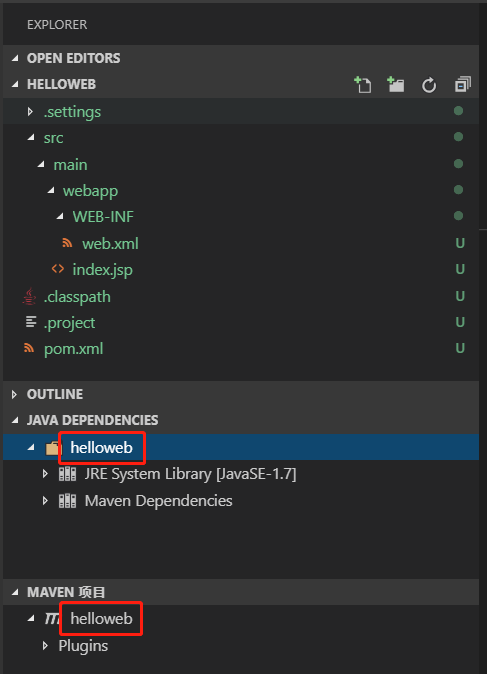 EXPLORER
OPEN EDITORS
HELLOWEB
.settings
src
main
webapp
WEB-INF
web.xml U
index.jsp U
.classpath U
.project U
pom.xml U
OUTLINE
JAVA DEPENDENCIES
helloweb
JRE System Library [JavaSE-1.7]
Maven Dependencies
MAVEN 项目
helloweb
Plugins